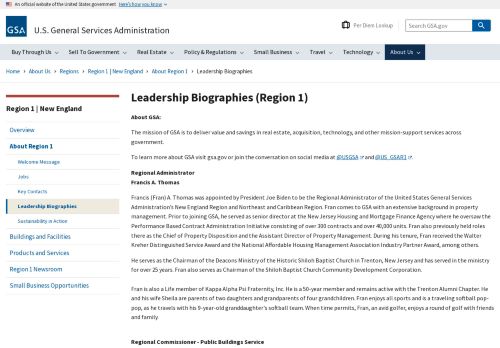 An official website of the United States government Here's how you know
GSA
U.S. General Services Administration
Per Diem Lookup
Search GSA.gov
Buy Through Us
Sell To Government
Real Estate
Policy & Regulations
Small Business
Travel
Technology
About Us
Home › About Us › Regions › Region 1 | New England › About Region 1 › Leadership Biographies
Region 1 | New England
Overview
About Region 1
Welcome Message
Jobs
Key Contacts
Leadership Biographies
Sustainability in Action
Buildings and Facilities
Products and Services
Region 1 Newsroom
Small Business Opportunities
Leadership Biographies (Region 1)
About GSA:
The mission of GSA is to deliver value and savings in real estate, acquisition, technology, and other mission-support services across
government.
To learn more about GSA visit gsa.gov or join the conversation on social media at @USGSA and @US_GSAR1 .
Regional Administrator
Francis A. Thomas
Francis (Fran) A. Thomas was appointed by President Joe Biden to be the Regional Administrator of the United States General Services
Administration's New England Region and Northeast and Caribbean Region. Fran comes to GSA with an extensive background in property
management. Prior to joining GSA, he served as senior director at the New Jersey Housing and Mortgage Finance Agency where he oversaw the
Performance Based Contract Administration Initiative consisting of over 300 contracts and over 40,000 units. Fran also previously held roles
there as the Chief of Property Disposition and the Assistant Director of Property Management. During his tenure, Fran received the Walter
Kreher Distinguished Service Award and the National Affordable Housing Management Association Industry Partner Award, among others.
He serves as the Chairman of the Deacons Ministry of the Historic Shiloh Baptist Church in Trenton, New Jersey and has served in the ministry
for over 25 years. Fran also serves as Chairman of the Shiloh Baptist Church Community Development Corporation.
Fran is also a Life member of Kappa Alpha Psi Fraternity, Inc. He is a 50-year member and remains active with the Trenton Alumni Chapter. He
and his wife Sheila are parents of two daughters and grandparents of four grandchildren. Fran enjoys all sports and is a traveling softball pop-
pop, as he travels with his 9-year-old granddaughter's softball team. When time permits, Fran, an avid golfer, enjoys a round of golf with friends
and family.
Regional Commissioner - Public Buildings Service